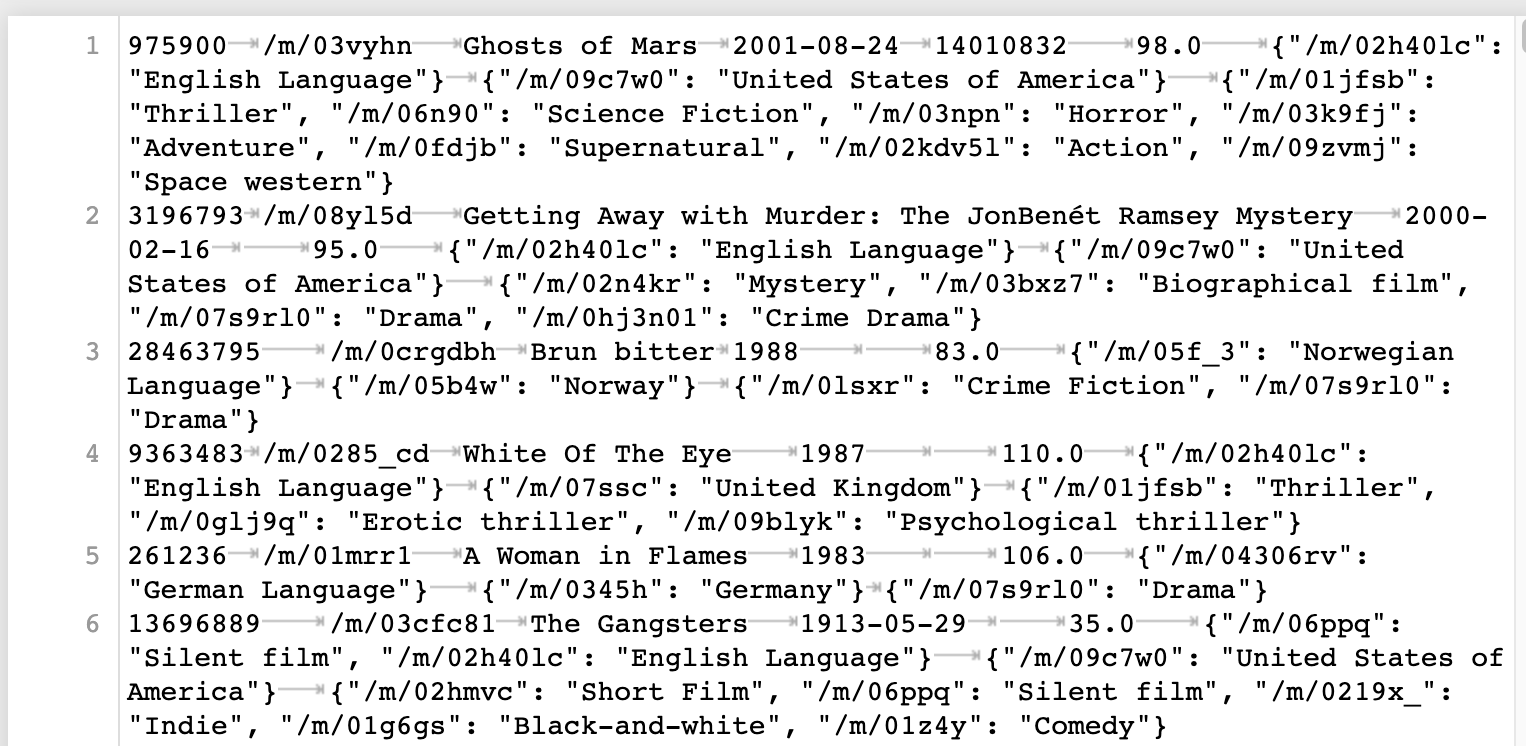 1 975900 /m/03vyhn Ghosts of Mars 2001-08-24 14010832 98.0 {"/m/02h40lc":
"English Language"} {"/m/09c7w0": "United States of America"} {"/m/01jfsb":
"Thriller", "/m/06n90": "Science Fiction", "/m/03npn": "Horror", "/m/03k9fj":
"Adventure", "/m/0fdjb": "Supernatural", "/m/02kdv5l": "Action", "/m/09zvmj":
"Space western"}
2 3196793 /m/08yl5d Getting Away with Murder: The JonBenét Ramsey Mystery 2000-
02-16 95.0 {"/m/02h40lc": "English Language"} {"/m/09c7w0": "United
States of America"} {"/m/02n4kr": "Mystery", "/m/03bxz7": "Biographical film",
"/m/07s9rl0": "Drama", "/m/0hj3n01": "Crime Drama"}
3 28463795 /m/0crgdbh Brun bitter 1988 83.0 {"/m/05f_3": "Norwegian
Language"} {"/m/05b4w": "Norway"} {"/m/0lsxr": "Crime Fiction", "/m/07s9rl0":
"Drama"}
4 9363483 /m/0285_cd White Of The Eye 1987 110.0 {"/m/02h40lc":
"English Language"} {"/m/07ssc": "United Kingdom"} {"/m/01jfsb": "Thriller",
"/m/0glj9q": "Erotic thriller", "/m/09blyk": "Psychological thriller"}
5 261236 /m/01mrr1 A Woman in Flames 1983 106.0 {"/m/04306rv":
"German Language"} {"/m/0345h": "Germany"} {"/m/07s9rl0": "Drama"}
6 13696889 /m/03cfc81 The Gangsters 1913-05-29 35.0 {"/m/06ppq":
"Silent film", "/m/02h40lc": "English Language"} {"/m/09c7w0": "United States of
America"} {"/m/02hmvc": "Short Film", "/m/06ppq": "Silent film", "/m/0219x_":
"Indie", "/m/01g6gs": "Black-and-white", "/m/01z4y": "Comedy"}